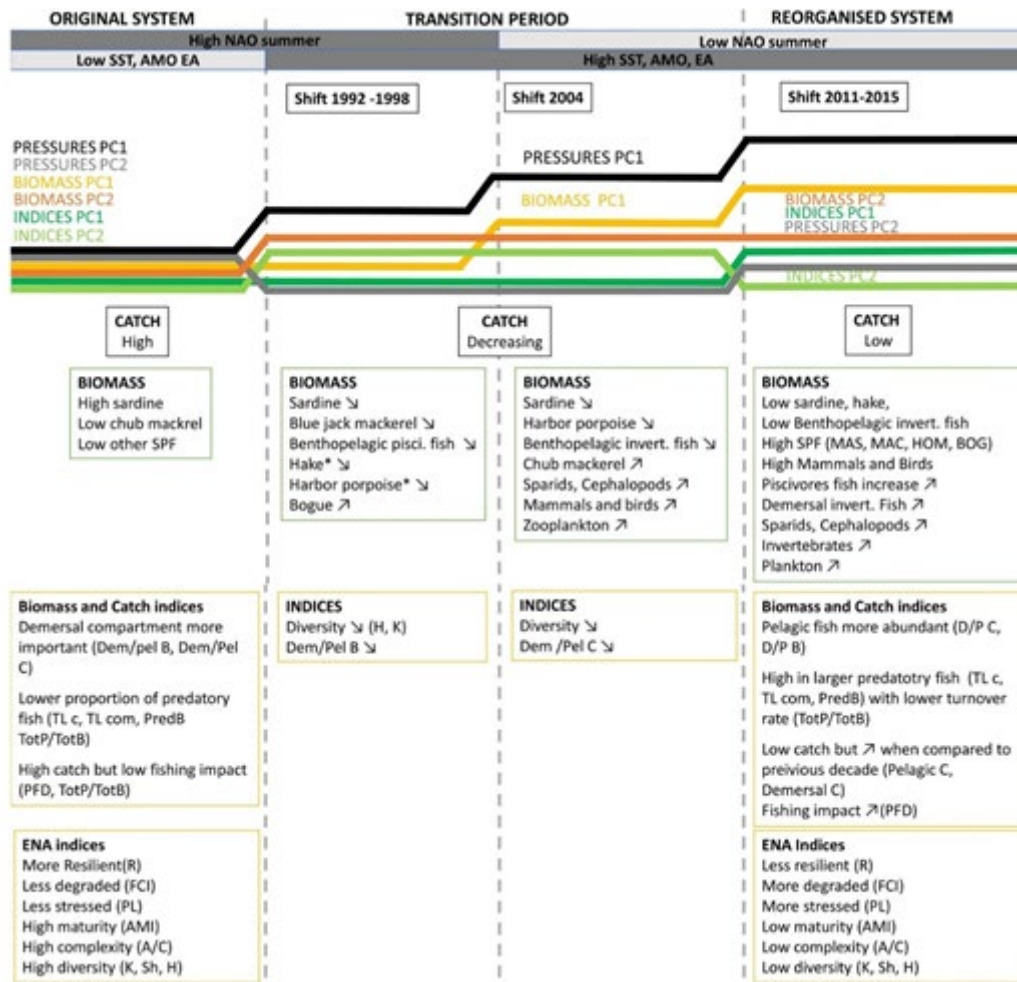 ORIGINAL SYSTEM
TRANSITION PERIOD
REORGANISED SYSTEM
High NAO summer
Low NAO summer
Low SST, AMO EA
High SST, AMO, EA
Shift 1992 -1998
Shift 2004
Shift 2011-2015
PRESSURES PC1
PRESSURES PC2
BIOMASS PC1
BIOMASS PC2
INDICES PC1
INDICES PC2
PRESSURES PC1
BIOMASS PC1
BIOMASS PC2
INDICES PC1
PRESSURES PC2
INDICES PC2
CATCH
High
CATCH
Decreasing
CATCH
Low
BIOMASS
High sardine
Low chub mackrel
Low other SPF
BIOMASS
Sardine ↘
Blue jack mackerel ↘
Benthopelagic pisci. fish ↘
Hake* ↘
Harbor porpoise* ↘
Bogue ↗
BIOMASS
Sardine ↘
Harbor porpoise ↘
Benthopelagic invert. fish ↘
Chub mackerel ↗
Sparids, Cephalopods ↗
Mammals and birds ↗
Zooplankton ↗
BIOMASS
Low sardine, hake,
Low Benthopelagic invert. fish
High SPF (MAS, MAC, HOM, BOG)
High Mammals and Birds
Piscivores fish increase ↗
Demersal invert. Fish ↗
Sparids, Cephalopods ↗
Invertebrates ↗
Plankton ↗
Biomass and Catch indices
Demersal compartment more
important (Dem/pel B, Dem/Pel
C)
Lower proportion of predatory
fish (TL c, TL com, PredB
TotP/TotB)
High catch but low fishing impact
(PFD, TotP/TotB)
INDICES
Diversity ↘ (H, K)
Dem/Pel B ↘
INDICES
Diversity ↘
Dem /Pel C ↘
Biomass and Catch indices
Pelagic fish more abundant (D/P C,
D/P B)
High in larger predatotry fish (TL c,
TL com, PredB) with lower turnover
rate (TotP/TotB)
Low catch but ↗ when compared to
preivious decade (Pelagic C,
Demersal C)
Fishing impact ↗(PFD)
ENA indices
More Resilient(R)
Less degraded (FCI)
Less stressed (PL)
High maturity (AMI)
High complexity (A/C)
High diversity (K, Sh, H)
ENA Indices
Less resilient (R)
More degraded (FCI)
More stressed (PL)
Low maturity (AMI)
Low complexity (A/C)
Low diversity (K, Sh, H)